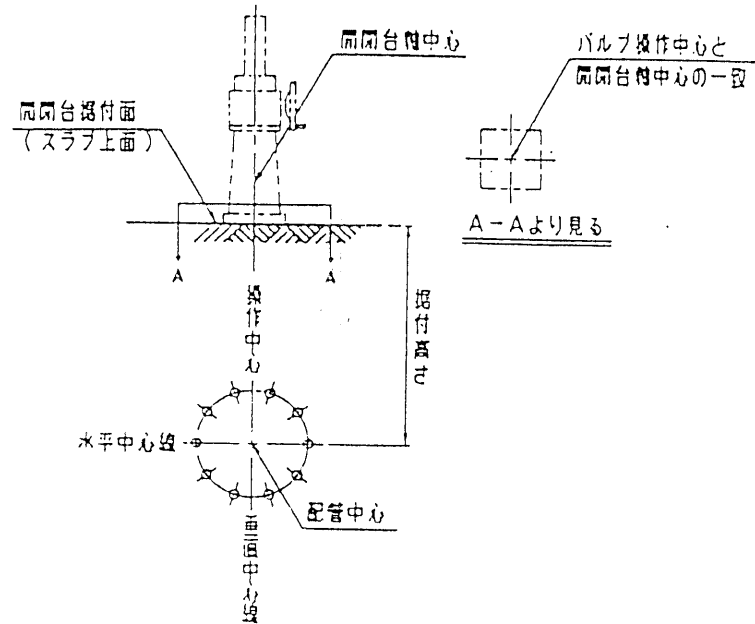 開閉台据付面
(スラブ上面)
開閉台付中心
バルブ操作中心と
開閉台付中心の一致
A-Aより見る
A
A
操作中心
据付高さ
水平中心線
配管中心
垂直中心線